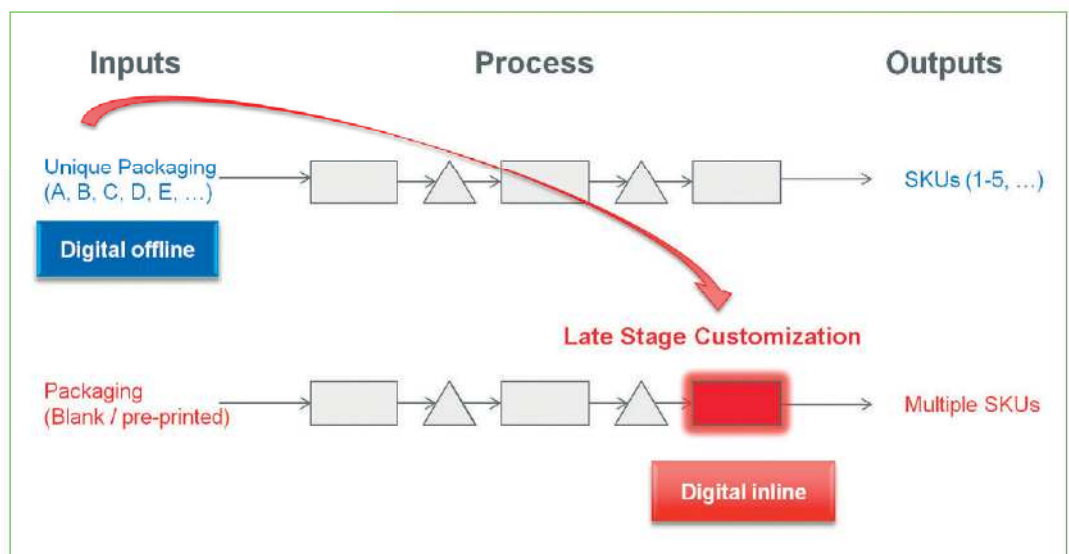 Inputs
Process
Outputs
Unique Packaging
(A, B, C, D, E, ...)
SKUs (1-5, ...)
Digital offline
Late Stage Customization
Packaging
(Blank / pre-printed)
Multiple SKUs
Digital inline